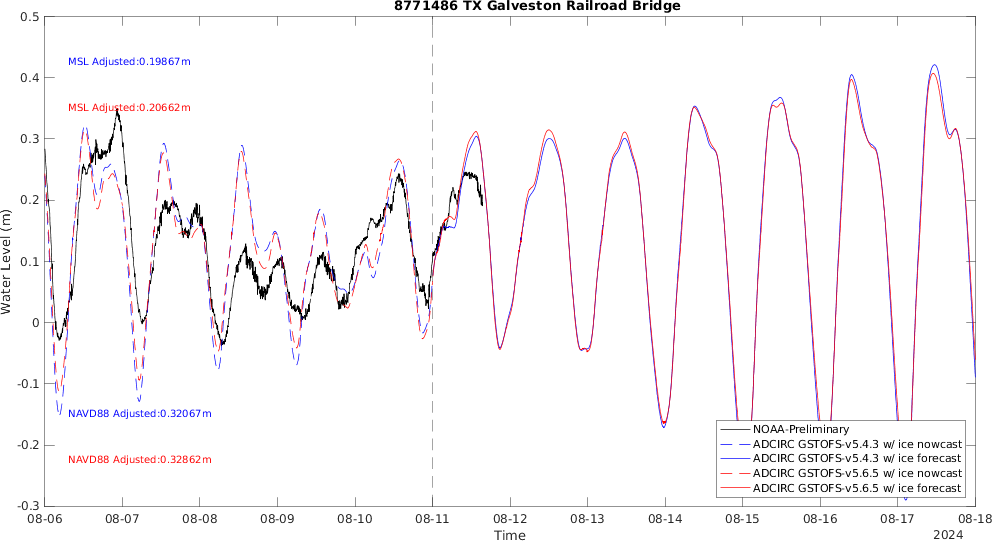 8771486 TX Galveston Railroad Bridge
0.5
0.4
0.3
0.2
0.1
0
-0.1
-0.2
-0.3
Water Level (m)
MSL Adjusted:0.19867m
MSL Adjusted:0.20662m
NAVD88 Adjusted:0.32067m
NAVD88 Adjusted:0.32862m
NOAA-Preliminary
ADCIRC GSTOFS-v5.4.3 w/ ice nowcast
ADCIRC GSTOFS-v5.4.3 w/ ice forecast
ADCIRC GSTOFS-v5.6.5 w/ ice nowcast
ADCIRC GSTOFS-v5.6.5 w/ ice forecast
08-06 08-07 08-08 08-09 08-10 08-11 08-12 08-13 08-14 08-15 08-16 08-17 08-18
Time
2024